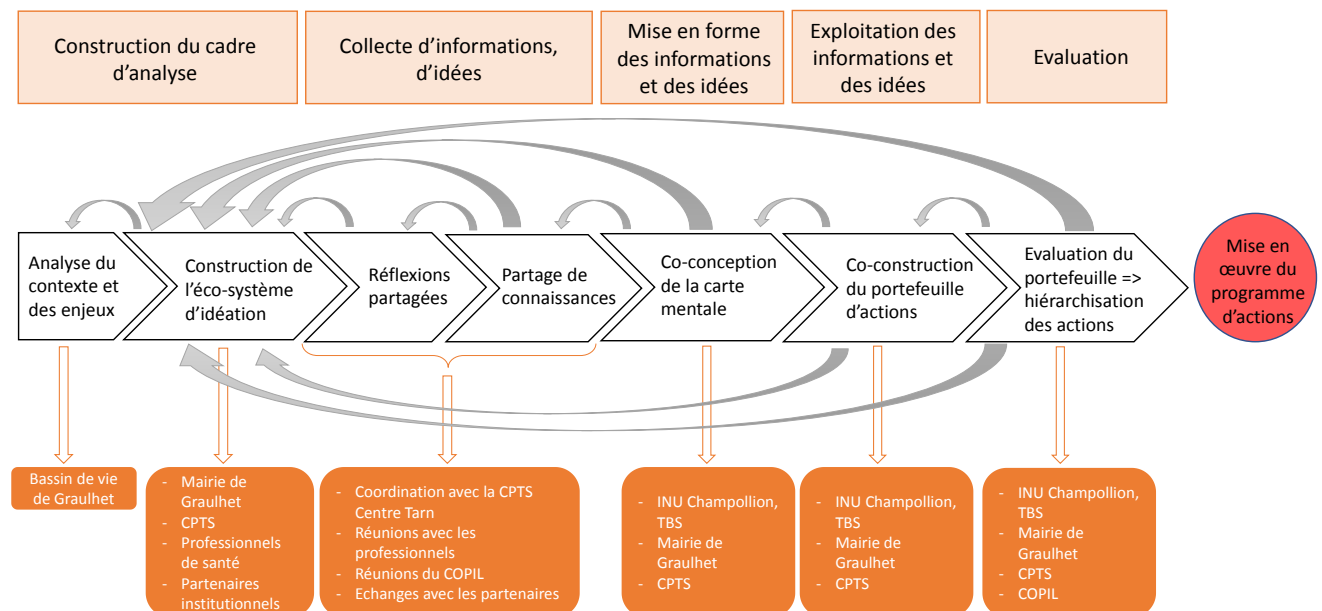 Construction du cadre
d'analyse
Collecte d'informations,
d'idées
Mise en forme
des informations
et des idées
Exploitation des
informations et
des idées
Evaluation
Analyse du
contexte et
des enjeux
Construction de
l'éco-système
d'idéation
Réflexions
partagées
Partage de
connaissances
Co-conception
de la carte
mentale
Co-construction
du portefeuille
d'actions
Evaluation du
portefeuille =>
hiérarchisation
des actions
Mise en
œuvre du
programme
d'actions
Bassin de vie
de Graulhet
- Mairie de
Graulhet
- CPTS
- Professionnels
de santé
- Partenaires
institutionnels
- Coordination avec la CPTS
Centre Tarn
- Réunions avec les
professionnels
- Réunions du COPIL
- Echanges avec les partenaires
- INU Champollion,
TBS
- Mairie de
Graulhet
- CPTS
- INU Champollion,
TBS
- Mairie de
Graulhet
- CPTS
- INU Champollion,
TBS
- Mairie de
Graulhet
- CPTS
- COPIL